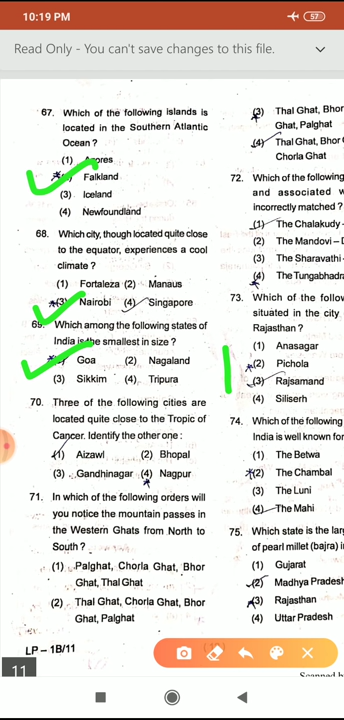 10:19 PM
57
Read Only - You can't save changes to this file.
67. Which of the following islands is
located in the Southern Atlantic
Ocean ?
(1) Azores
Falkland
(3) Iceland
(4) Newfoundland
68. Which city, though located quite close
to the equator, experiences a cool
climate ?
(1) Fortaleza (2) Manaus
(3) Nairobi (4) Singapore
69. Which among the following states of
India is the smallest in size ?
Goa (2) Nagaland
(3) Sikkim (4) Tripura
70. Three of the following cities are
located quite close to the Tropic of
Cancer. Identify the other one :
(1) Aizawl (2) Bhopal
(3) Gandhinagar (4) Nagpur
71. In which of the following orders will
you notice the mountain passes in
the Western Ghats from North to
South ?
(1) Palghat, Chorla Ghat, Bhor
Ghat, Thal Ghat
(2) Thal Ghat, Chorla Ghat, Bhor
Ghat, Palghat
LP – 1B/11
11
(3) Thal Ghat, Bhor
Ghat, Palghat
(4) Thal Ghat, Bhor
Chorla Ghat
72. Which of the following
and associated w
incorrectly matched ?
(1) The Chalakudy -
(2) The Mandovi – D
(3) The Sharavathi -
(4) The Tungabhadra
73. Which of the follow
situated in the city
Rajasthan ?
(1) Anasagar
(2) Pichola
(3) Rajsamand
(4) Siliserh
74. Which of the following
India is well known for
(1) The Betwa
(2) The Chambal
(3) The Luni
(4) The Mahi
75. Which state is the lar
of pearl millet (bajra) i
(1) Gujarat
(2) Madhya Pradesh
(3) Rajasthan
(4) Uttar Pradesh
Scanned b